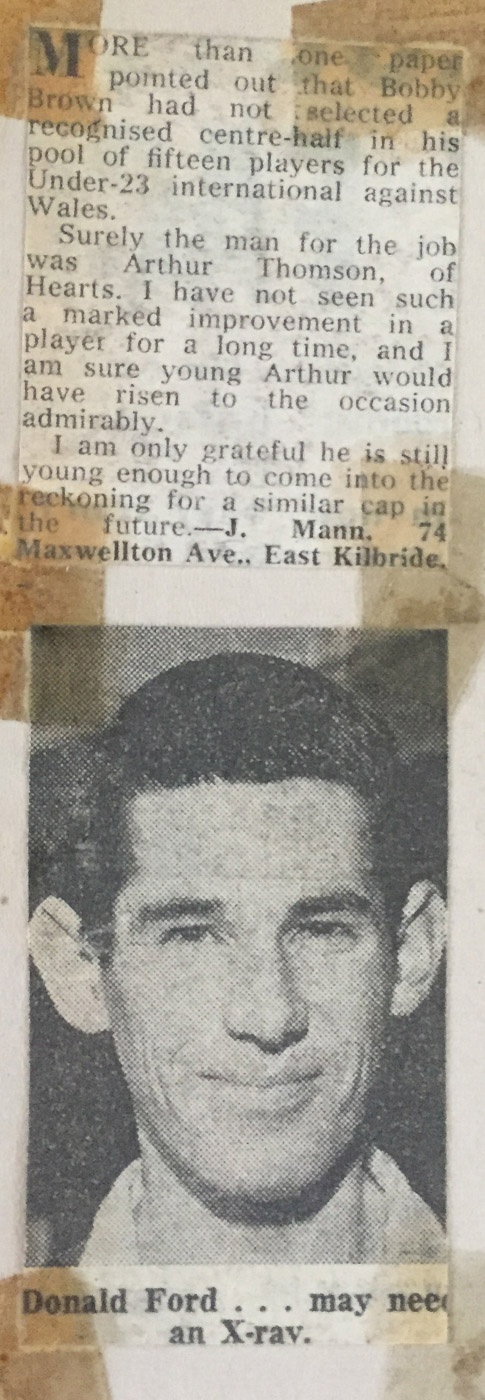 MORE than one paper
pointed out that Bobby
Brown had not selected a
recognised centre-half in his
pool of fifteen players for the
Under-23 international against
Wales.
Surely the man for the job
was Arthur Thomson, of
Hearts. I have not seen such
a marked improvement in a
player for a long time, and I
am sure young Arthur would
have risen to the occasion
admirably.
I am only grateful he is still
young enough to come into the
reckoning for a similar cap in
the future.—J. Mann, 74
Maxwellton Ave., East Kilbride.
Donald Ford . . . may need
an X-ray.